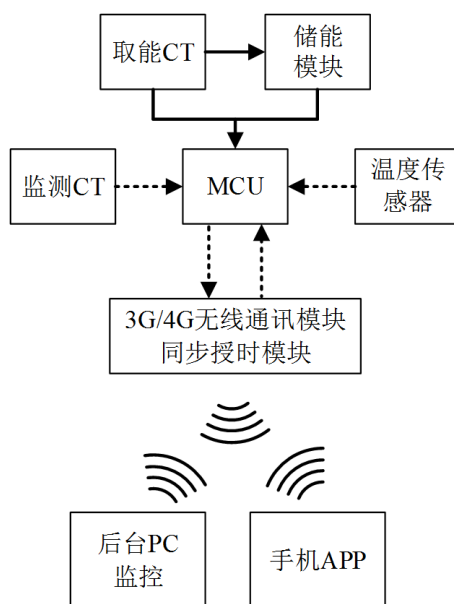 取能CT
储能
模块
监测CT
MCU
温度传
感器
3G/4G无线通讯模块
同步授时模块
后台PC
监控
手机APP